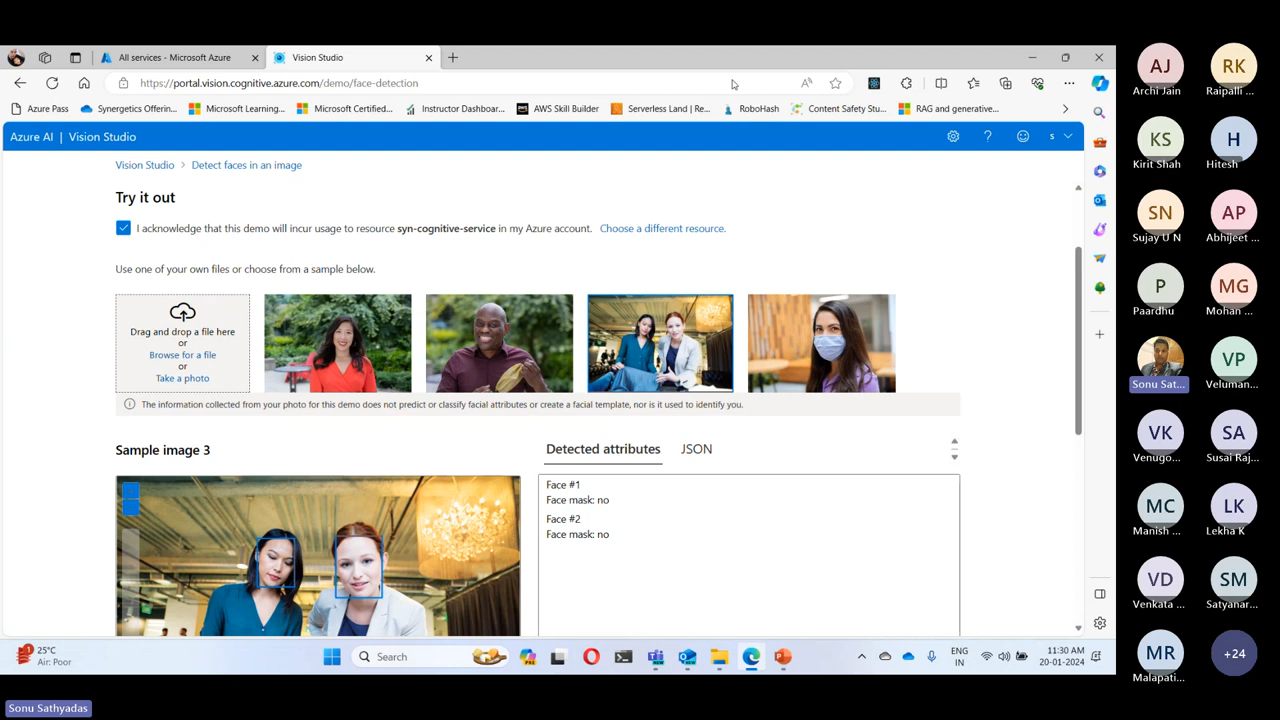 All services - Microsoft Azure
Vision Studio
https://portal.vision.cognitive.azure.com/demo/face-detection
Azure Pass
Synergetics Offerin...
Microsoft Learning...
Microsoft Certified...
Instructor Dashboar...
AWS Skill Builder
Serverless Land | Re...
RoboHash
Content Safety Stu...
RAG and generative...
Azure AI | Vision Studio
s
Vision Studio > Detect faces in an image
Try it out
I acknowledge that this demo will incur usage to resource syn-cognitive-service in my Azure account. Choose a different resource.
Use one of your own files or choose from a sample below.
Drag and drop a file here
or
Browse for a file
or
Take a photo
The information collected from your photo for this demo does not predict or classify facial attributes or create a facial template, nor is it used to identify you.
Sample image 3
Detected attributes
JSON
Face #1
Face mask: no
Face #2
Face mask: no
25°C
Air: Poor
Search
ENG
IN
11:30 AM
20-01-2024
AJ
Archi Jain
RK
Raipalli ...
KS
Kirit Shah
H
Hitesh
SN
Sujay U N
AP
Abhijeet ...
P
Paardhu
MG
Mohan ...
Sonu Sat...
VP
Veluman...
VK
Venugo...
SA
Susai Raj...
MC
Manish ...
LK
Lekha K
VD
Venkata ...
SM
Satyanar...
MR
Malapati...
+24
Sonu Sathyadas